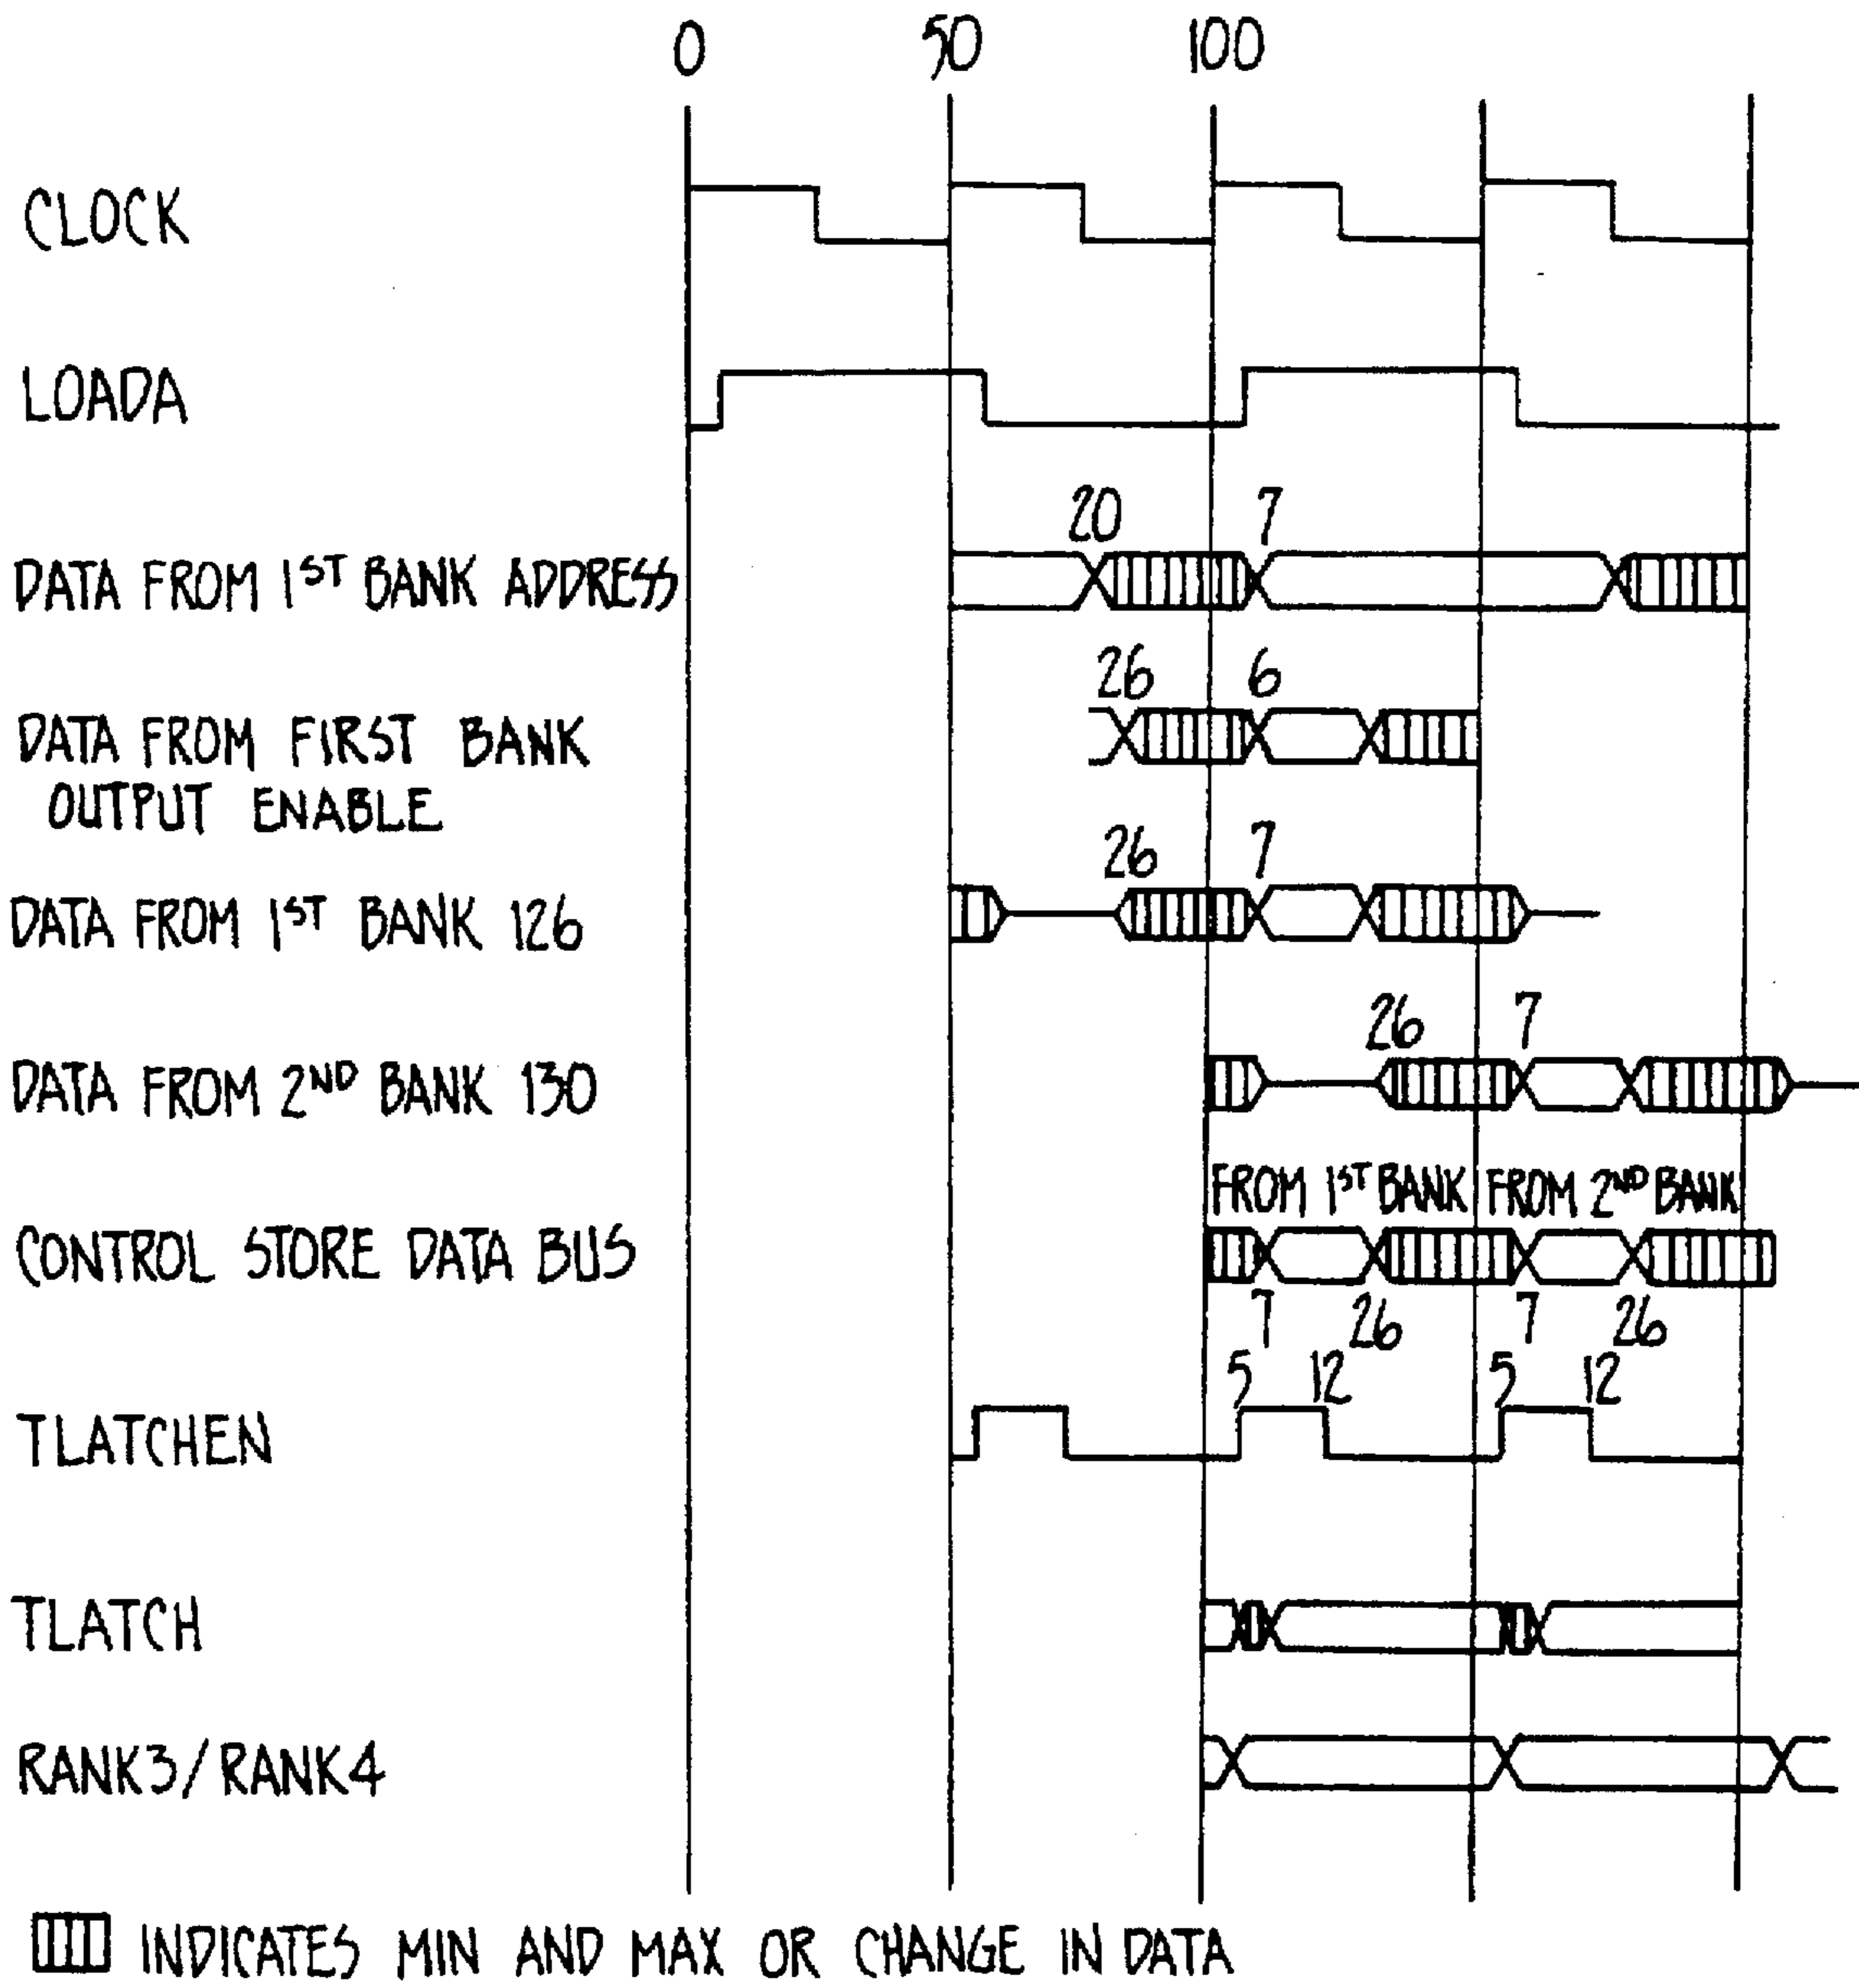 0 50 100
CLOCK
LOADA
20 7
DATA FROM 1ST BANK ADDRESS
26 6
DATA FROM FIRST BANK
OUTPUT ENABLE
26 7
DATA FROM 1ST BANK 126
26 7
DATA FROM 2ND BANK 130
FROM 1ST BANK FROM 2ND BANK
CONTROL STORE DATA BUS
7 26 7 26
5 12 5 12
TLATCHEN
TLATCH
RANK3/RANK4
INDICATES MIN AND MAX OR CHANGE IN DATA